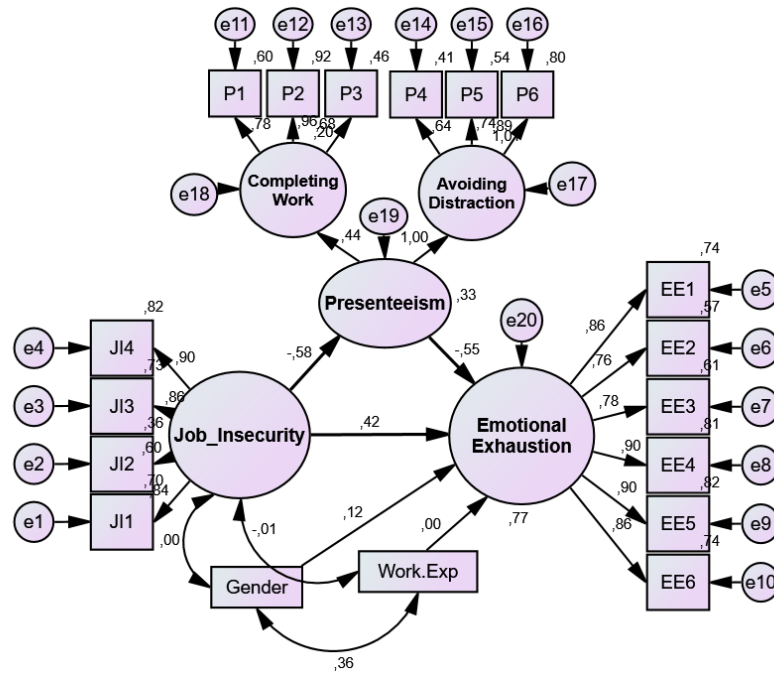 e11 e12 e13 e14 e15 e16
,60 ,92 ,46 ,41 ,54 ,80
P1 P2 P3 P4 P5 P6
,78 ,96 ,68 ,64 ,74 ,89
,20
Completing
Work
Avoiding
Distraction
e18 e17
e19
,44 1,00
Presenteeism
,33
-,58 -,55
e20
,82
e4 JI4 ,90
,73
e3 JI3 ,86
,36
e2 JI2 ,60
,70
e1 JI1 ,84
Job_Insecurity
,42
Emotional
Exhaustion
,77
,74
,86 EE1 e5
,57
,76 EE2 e6
,61
,78 EE3 e7
,81
,90 EE4 e8
,82
,90 EE5 e9
,74
,86 EE6 e10
,00 -,01 ,12 ,00
Gender Work.Exp
,36